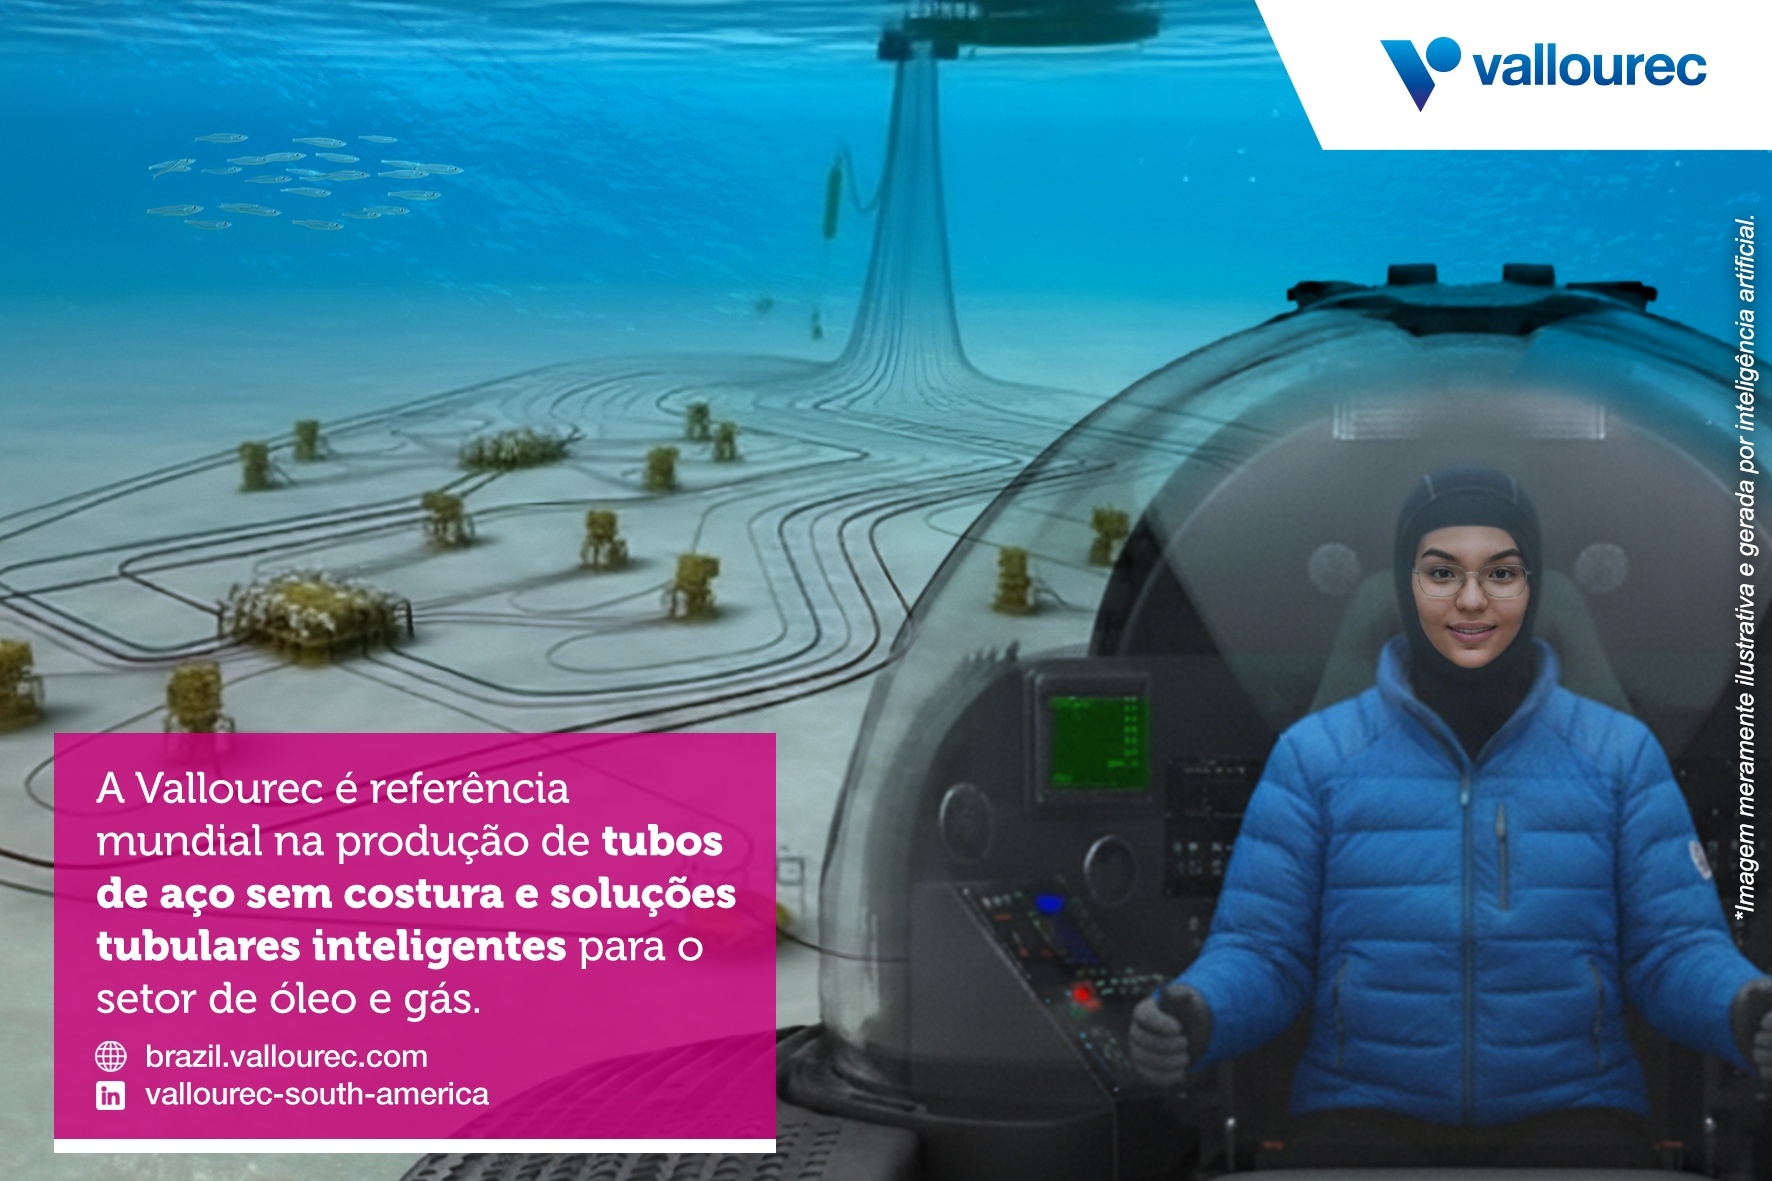 vallourec
*Imagem meramente ilustrativa e gerada por inteligência artificial.
A Vallourec é referência
mundial na produção de tubos
de aço sem costura e soluções
tubulares inteligentes para o
setor de óleo e gás.
brazil.vallourec.com
in vallourec-south-america